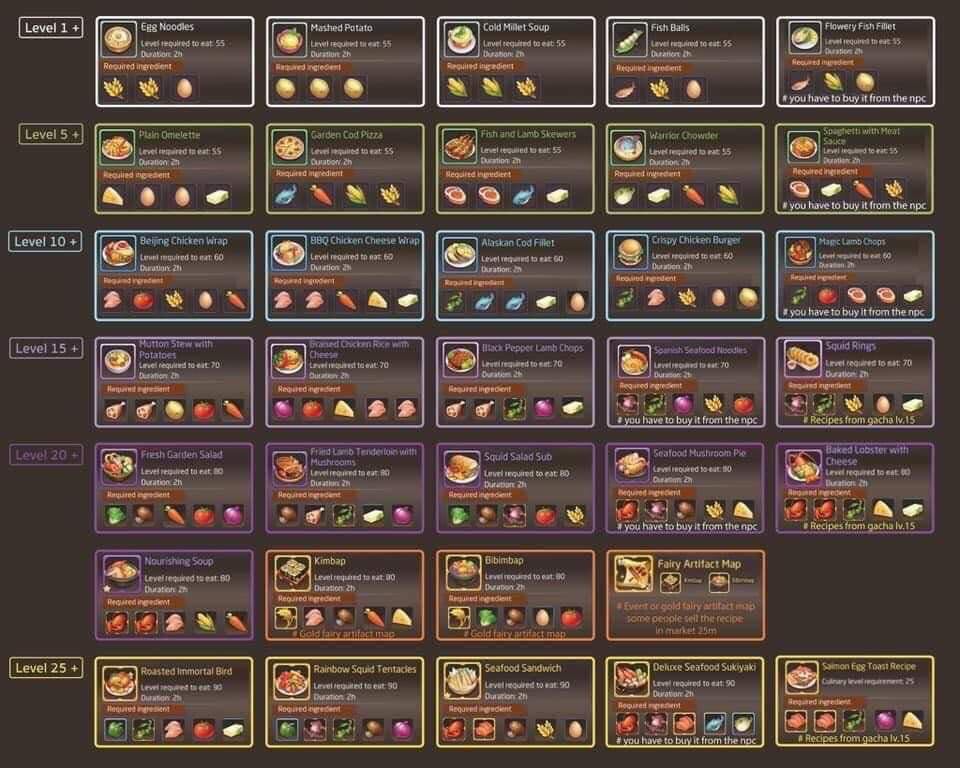 Level 1 +
Egg Noodles
Level required to eat: 55
Duration: 2h
Required ingredient
Mashed Potato
Level required to eat: 55
Duration: 2h
Required ingredient
Cold Millet Soup
Level required to eat: 55
Duration: 2h
Required ingredient
Fish Balls
Level required to eat: 55
Duration: 2h
Required ingredient
Flowery Fish Fillet
Level required to eat: 55
Duration: 2h
Required ingredient
# you have to buy it from the npc
Level 5 +
Plain Omelette
Level required to eat: 55
Duration: 2h
Required ingredient
Garden Cod Pizza
Level required to eat: 55
Duration: 2h
Required ingredient
Fish and Lamb Skewers
Level required to eat: 55
Duration: 2h
Required ingredient
Warrior Chowder
Level required to eat: 55
Duration: 2h
Required ingredient
Spaghetti with Meat
Sauce
Level required to eat: 55
Duration: 2h
Required ingredient
# you have to buy it from the npc
Level 10 +
Beijing Chicken Wrap
Level required to eat: 60
Duration: 2h
Required ingredient
BBQ Chicken Cheese Wrap
Level required to eat: 60
Duration: 2h
Required ingredient
Alaskan Cod Fillet
Level required to eat: 60
Duration: 2h
Required ingredient
Crispy Chicken Burger
Level required to eat: 60
Duration: 2h
Required ingredient
Magic Lamb Chops
Level required to eat: 60
Duration: 2h
Required ingredient
# you have to buy it from the npc
Level 15 +
Mutton Stew with
Potatoes
Level required to eat: 70
Duration: 2h
Required ingredient
Braised Chicken Rice with
Cheese
Level required to eat: 70
Duration: 2h
Required ingredient
Black Pepper Lamb Chops
Level required to eat: 70
Duration: 2h
Required ingredient
Spanish Seafood Noodles
Level required to eat: 70
Duration: 2h
Required ingredient
# you have to buy it from the npc
Squid Rings
Level required to eat: 70
Duration: 2h
Required ingredient
# Recipes from gacha lv.15
Level 20 +
Fresh Garden Salad
Level required to eat: 80
Duration: 2h
Required ingredient
Fried Lamb Tenderloin with
Mushrooms
Level required to eat: 80
Duration: 2h
Required ingredient
Squid Salad Sub
Level required to eat: 80
Duration: 2h
Required ingredient
Seafood Mushroom Pie
Level required to eat: 80
Duration: 2h
Required ingredient
# you have to buy it from the npc
Baked Lobster with
Cheese
Level required to eat: 80
Duration: 2h
Required ingredient
# Recipes from gacha lv.15
Nourishing Soup
Level required to eat: 80
Duration: 2h
Required ingredient
Kimbap
Level required to eat: 80
Duration: 2h
Required ingredient
# Gold fairy artifact map
Bibimbap
Level required to eat: 80
Duration: 2h
Required ingredient
# Gold fairy artifact map
Fairy Artifact Map
Kimbap
Bibimbap
# Event or gold fairy artifact map
some people sell the recipe
in market 25m
Level 25 +
Roasted Immortal Bird
Level required to eat: 90
Duration: 2h
Required ingredient
Rainbow Squid Tentacles
Level required to eat: 90
Duration: 2h
Required ingredient
Seafood Sandwich
Level required to eat: 90
Duration: 2h
Required ingredient
Deluxe Seafood Sukiyaki
Level required to eat: 90
Duration: 2h
Required ingredient
# you have to buy it from the npc
Salmon Egg Toast Recipe
Culinary level requirement: 25
Required ingredient
# Recipes from gacha lv.15